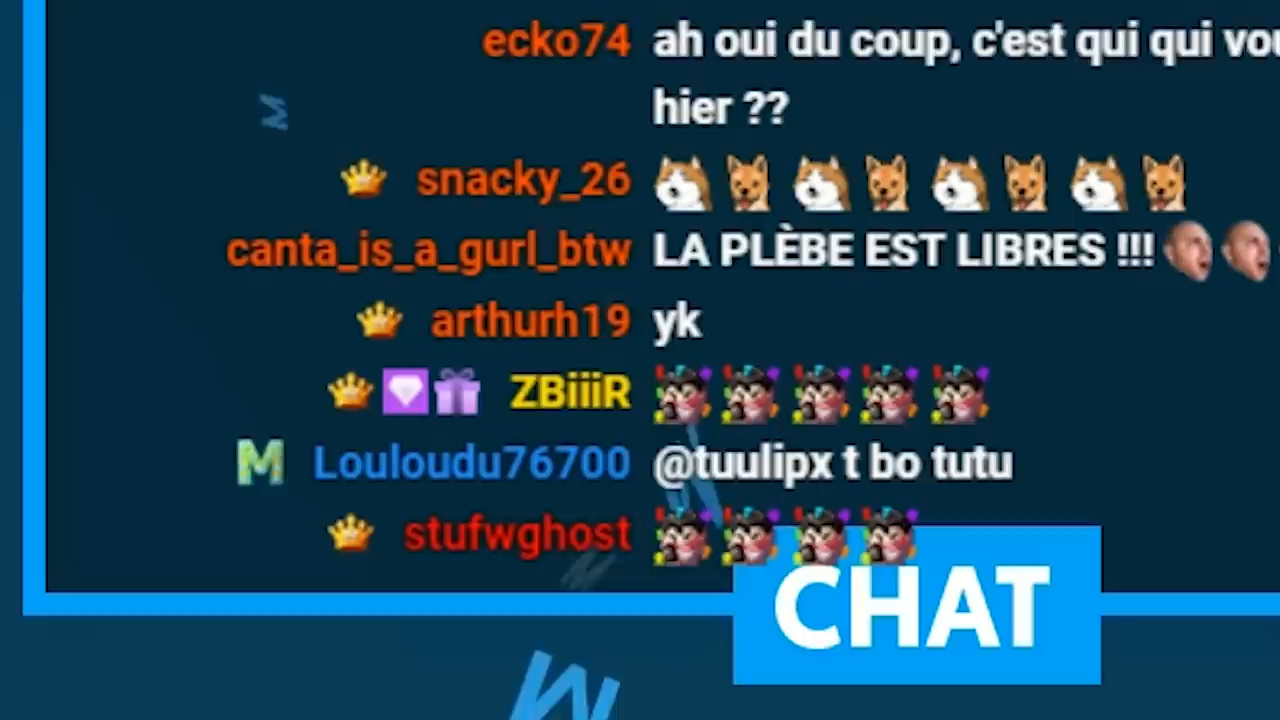 ecko74 ah oui du coup, c'est qui qui
hier ??
snacky_26
canta_is_a_gurl_btw LA PLÈBE EST LIBRES !!!
arthurh19 yk
ZBiiiR
M Louloudu76700 @tuulipx t bo tutu
stufwghost
CHAT